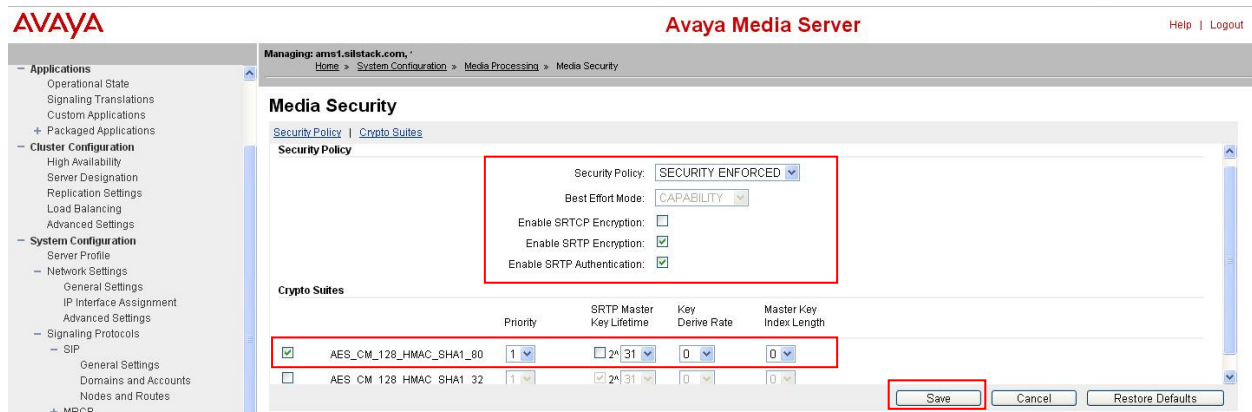 AVAYA
Avaya Media Server
Help | Logout
Managing: ams1.silstack.com, '
Home » System Configuration » Media Processing » Media Security
− Applications
Operational State
Signaling Translations
Custom Applications
+ Packaged Applications
− Cluster Configuration
High Availability
Server Designation
Replication Settings
Load Balancing
Advanced Settings
− System Configuration
Server Profile
− Network Settings
General Settings
IP Interface Assignment
Advanced Settings
− Signaling Protocols
− SIP
General Settings
Domains and Accounts
Nodes and Routes
+ MRCP
Media Security
Security Policy | Crypto Suites
Security Policy
Security Policy: SECURITY ENFORCED
Best Effort Mode: CAPABILITY
Enable SRTCP Encryption:
Enable SRTP Encryption:
Enable SRTP Authentication:
Crypto Suites
Priority SRTP Master Key Lifetime Key Derive Rate Master Key Index Length
AES_CM_128_HMAC_SHA1_80 1 2^ 31 0 0
AES_CM_128_HMAC_SHA1_32 1 2^ 31 0 0
Save Cancel Restore Defaults